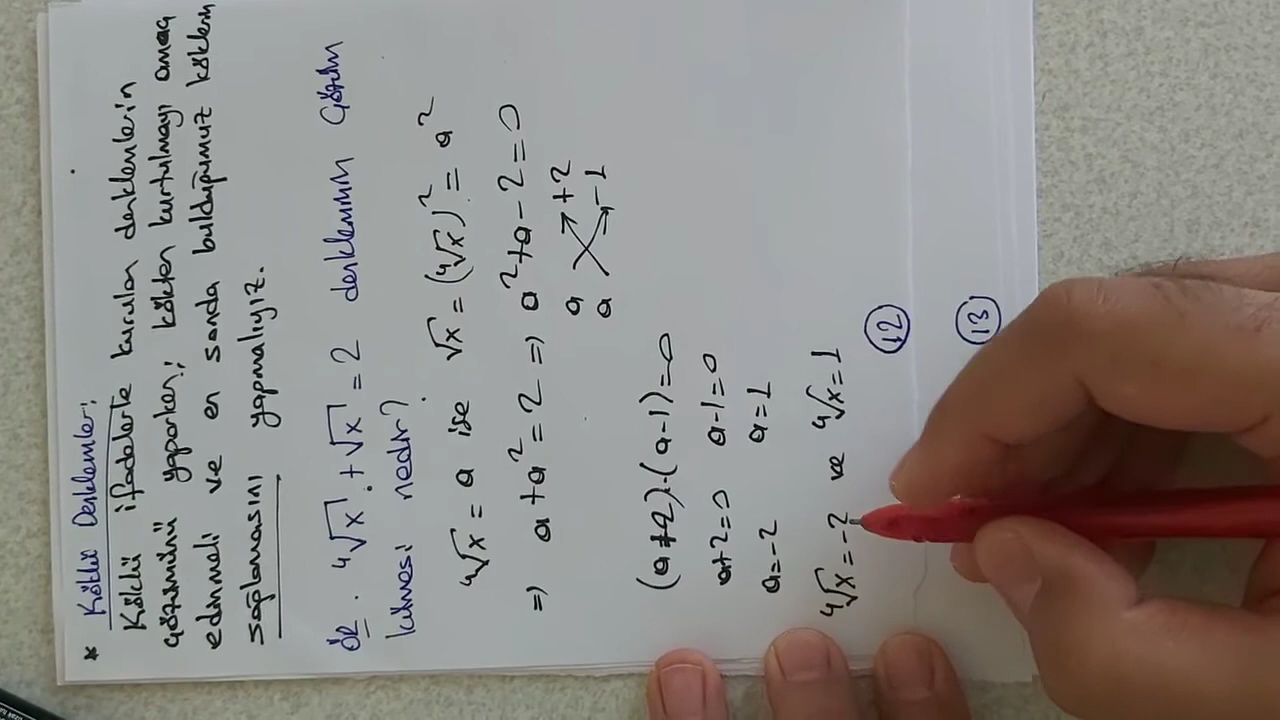 * Köklü Denklemler:
Köklü ifadelerle kurulan denklemlerin
çözümünü yaparken; kökten kurtulmayı amaç
edinmeli ve en sonda bulduğumuz köklerin
sağlamasını yapmalıyız.
ÖR. ⁴√x + √x = 2 denkleminin çözüm
kümesi nedir?
⁴√x = a ise √x = (⁴√x)² = a²
=> a + a² = 2 => a² + a - 2 = 0
a +2
a -1
(a+2).(a-1)=0
a+2=0 a-1=0
a=-2 a=1
⁴√x=-2 ve ⁴√x=1
12
13